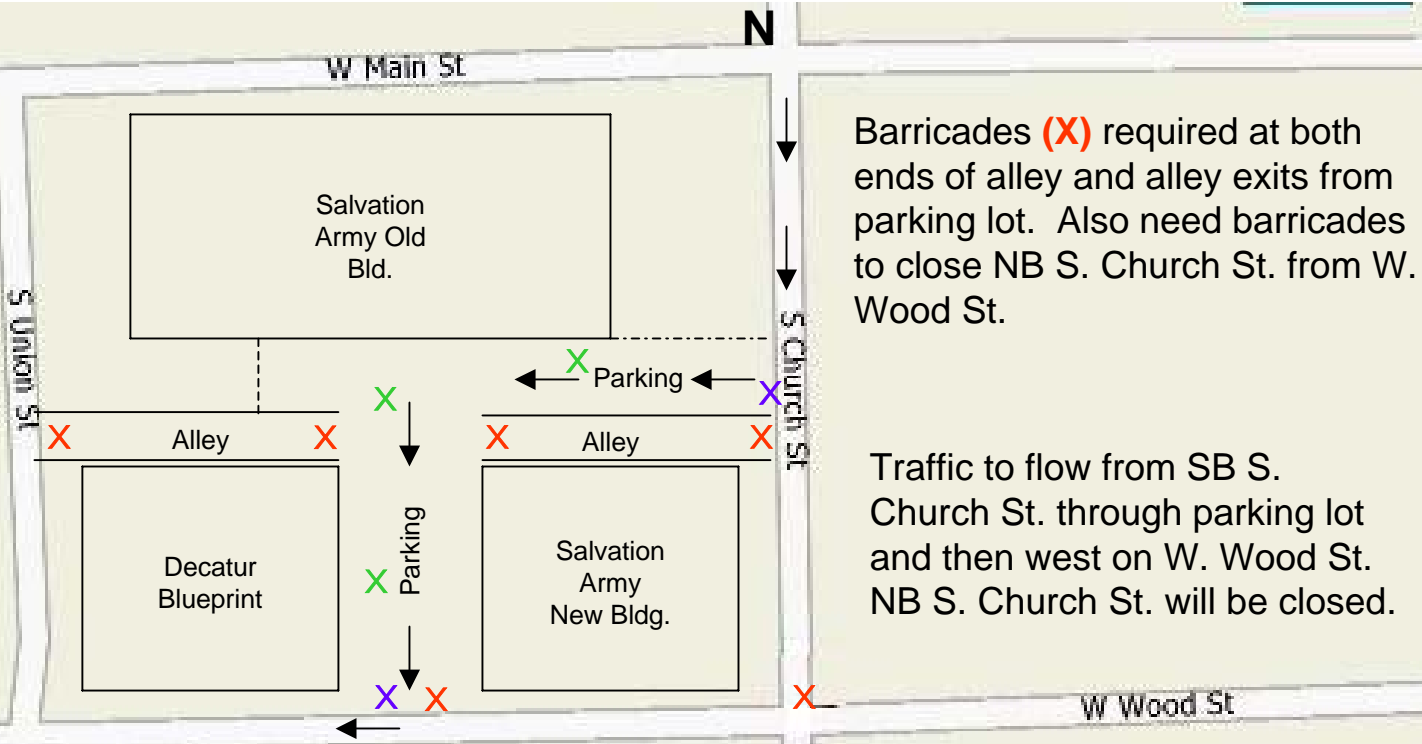 N
W Main St
Barricades (X) required at both
ends of alley and alley exits from
parking lot. Also need barricades
to close NB S. Church St. from W.
Wood St.
Salvation
Army Old
Bld.
S Union St
S Church St
X
Parking
X
X
X
Alley
X
X
Alley
X
Traffic to flow from SB S.
Church St. through parking lot
and then west on W. Wood St.
NB S. Church St. will be closed.
Decatur
Blueprint
X
Parking
Salvation
Army
New Bldg.
X
X
X
W Wood St